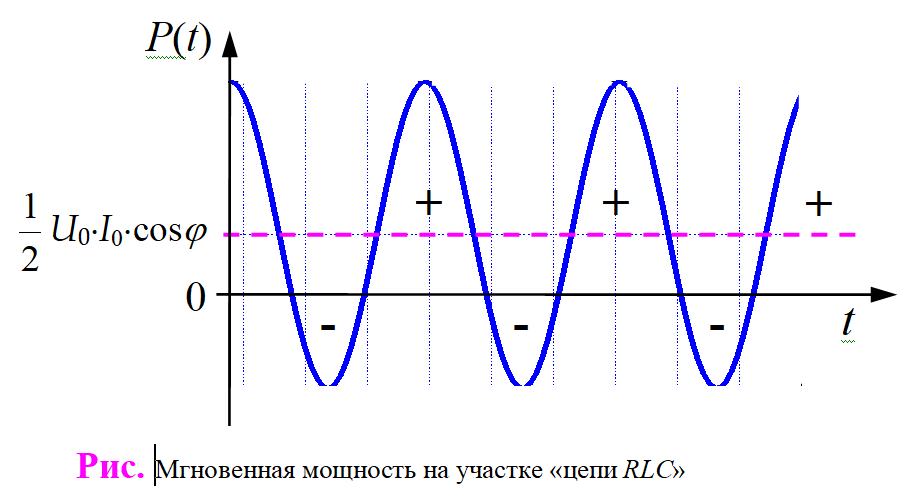 P(t)
+ + +
1/2 U₀·I₀·cosφ
0
- - -
t
Рис. Мгновенная мощность на участке «цепи RLC»